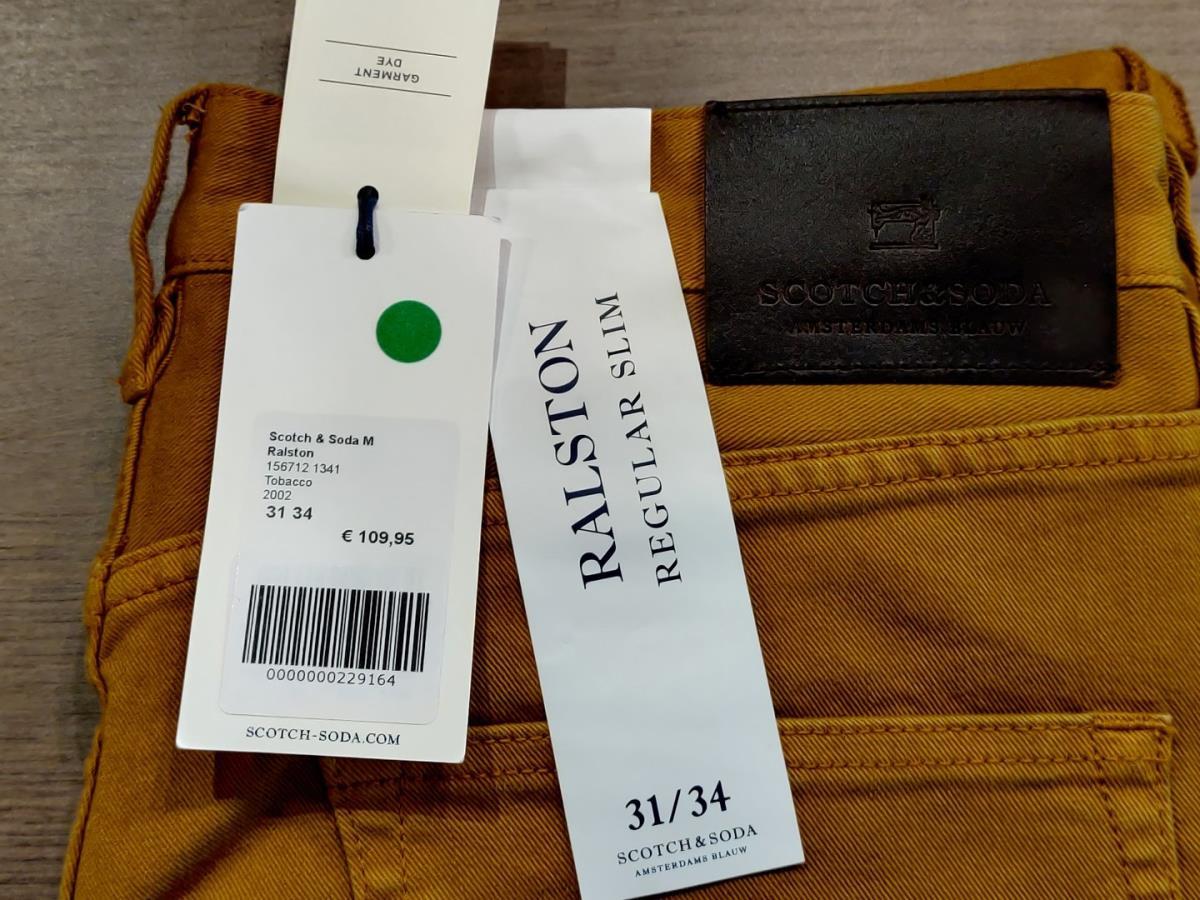 GARMENT
DYE
Scotch & Soda M
Ralston
156712 1341
Tobacco
2002
31 34
€ 109,95
0000000229164
SCOTCH-SODA.COM
RALSTON
REGULAR SLIM
31/34
SCOTCH&SODA
AMSTERDAMS BLAUW
SCOTCH&SODA
AMSTERDAMS BLAUW